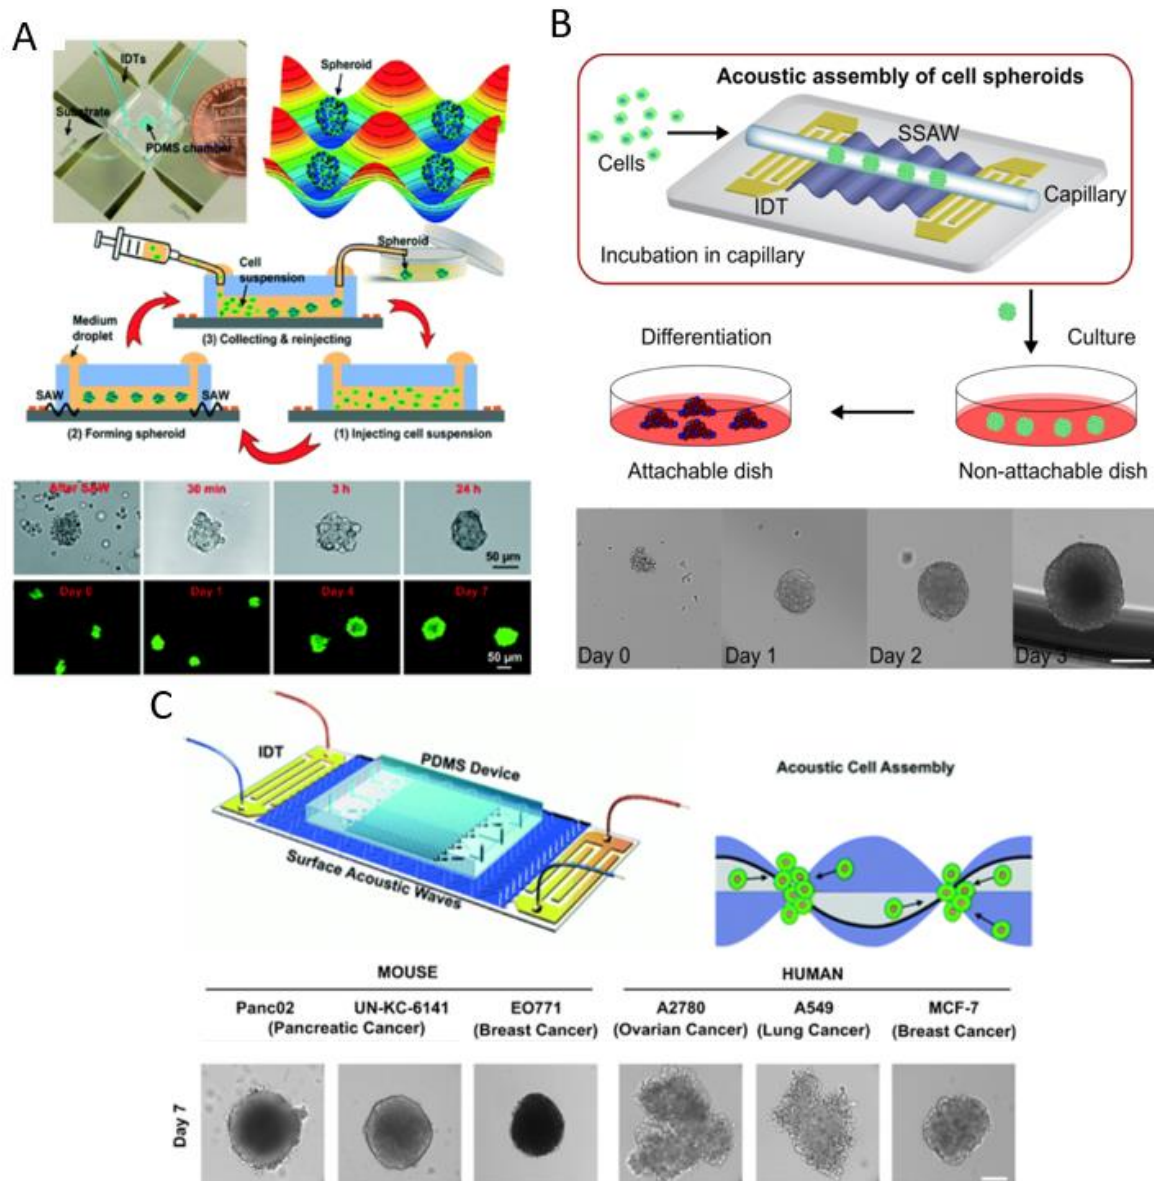 A
IDTs
Substrate
PDMS chamber
Spheroid
Cell
suspension
Spheroid
Medium
droplet
(3) Collecting & reinjecting
SAW
SAW
(2) Forming spheroid
(1) Injecting cell suspension
After SAW
30 min
3 h
24 h
50 μm
Day 0
Day 1
Day 4
Day 7
50 μm
B
Acoustic assembly of cell spheroids
Cells
SSAW
IDT
Capillary
Incubation in capillary
Differentiation
Culture
Attachable dish
Non-attachable dish
Day 0
Day 1
Day 2
Day 3
C
IDT
PDMS Device
Surface Acoustic Waves
Acoustic Cell Assembly
MOUSE
HUMAN
Panc02
UN-KC-6141
EO771
A2780
A549
MCF-7
(Pancreatic Cancer)
(Breast Cancer)
(Ovarian Cancer)
(Lung Cancer)
(Breast Cancer)
Day 7